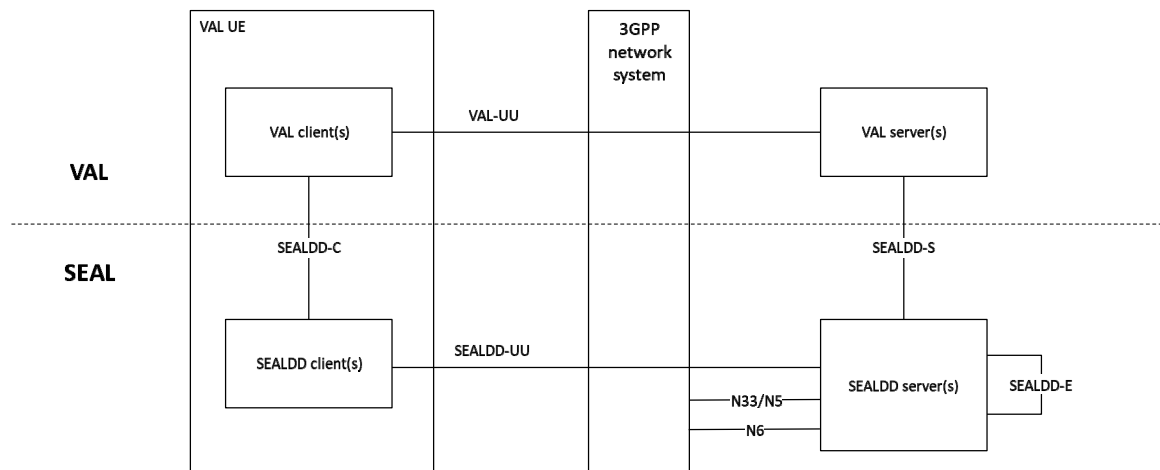 VAL UE
3GPP
network
system
VAL client(s)
VAL-UU
VAL server(s)
VAL
SEALDD-C
SEALDD-S
SEAL
SEALDD client(s)
SEALDD-UU
SEALDD server(s)
SEALDD-E
N33/N5
N6